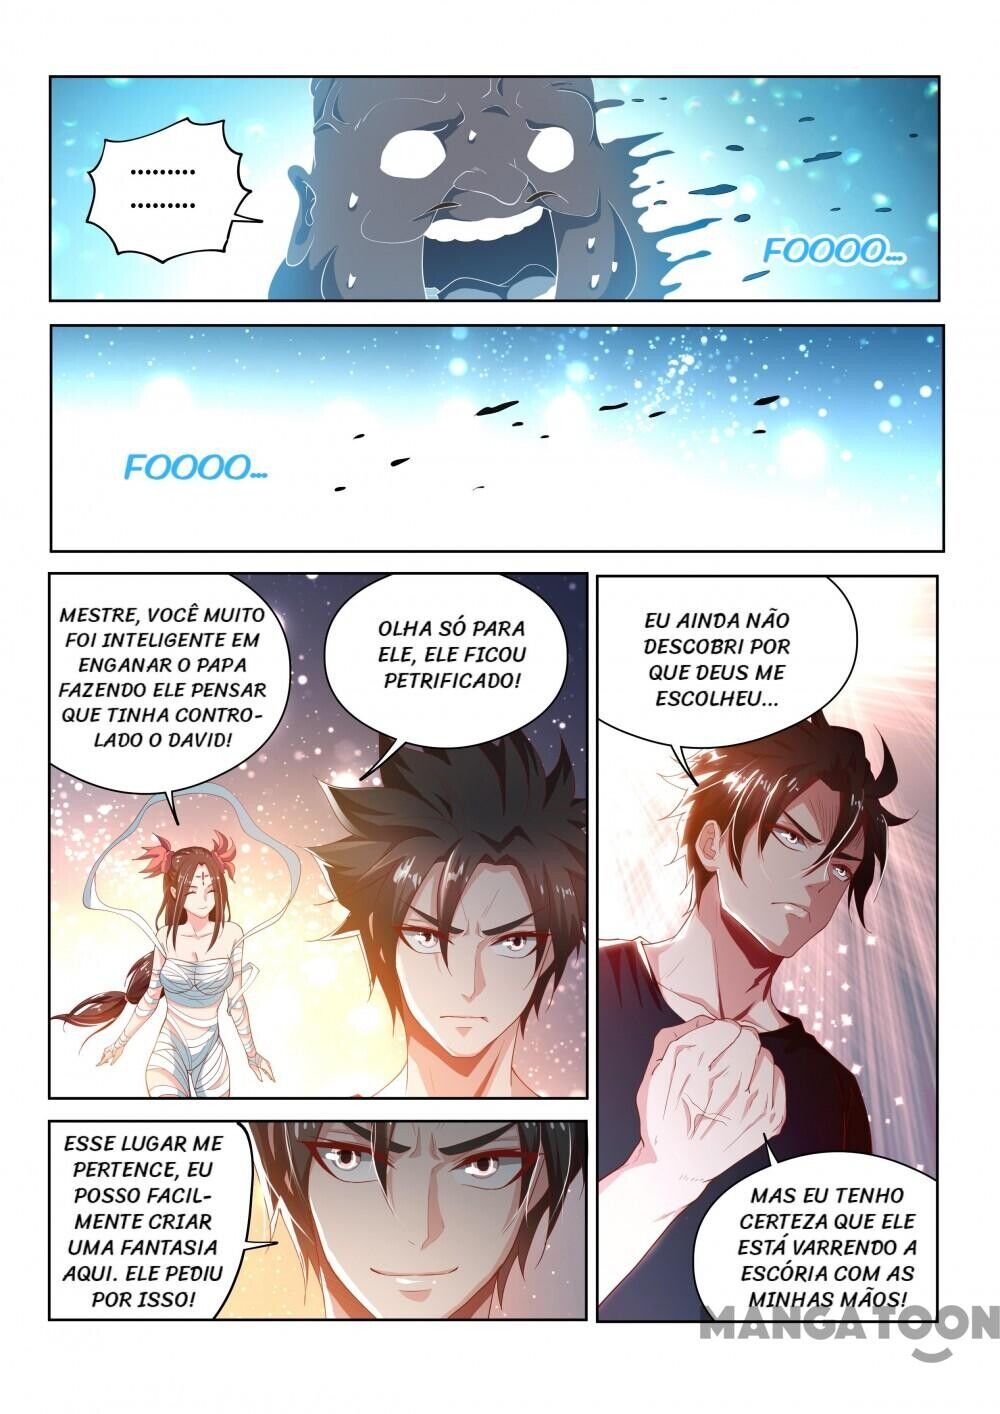 .........
.........
FOOOO...
FOOOO...
MESTRE, VOCÊ MUITO
FOI INTELIGENTE EM
ENGANAR O PAPA
FAZENDO ELE PENSAR
QUE TINHA CONTRO-
LADO O DAVID!
OLHA SÓ PARA
ELE, ELE FICOU
PETRIFICADO!
ESSE LUGAR ME
PERTENCE, EU
POSSO FACIL-
MENTE CRIAR
UMA FANTASIA
AQUI. ELE PEDIU
POR ISSO!
EU AINDA NÃO
DESCOBRI POR
QUE DEUS ME
ESCOLHEU...
MAS EU TENHO
CERTEZA QUE ELE
ESTÁ VARRENDO A
ESCÓRIA COM AS
MINHAS MÃOS!
MANGATOON